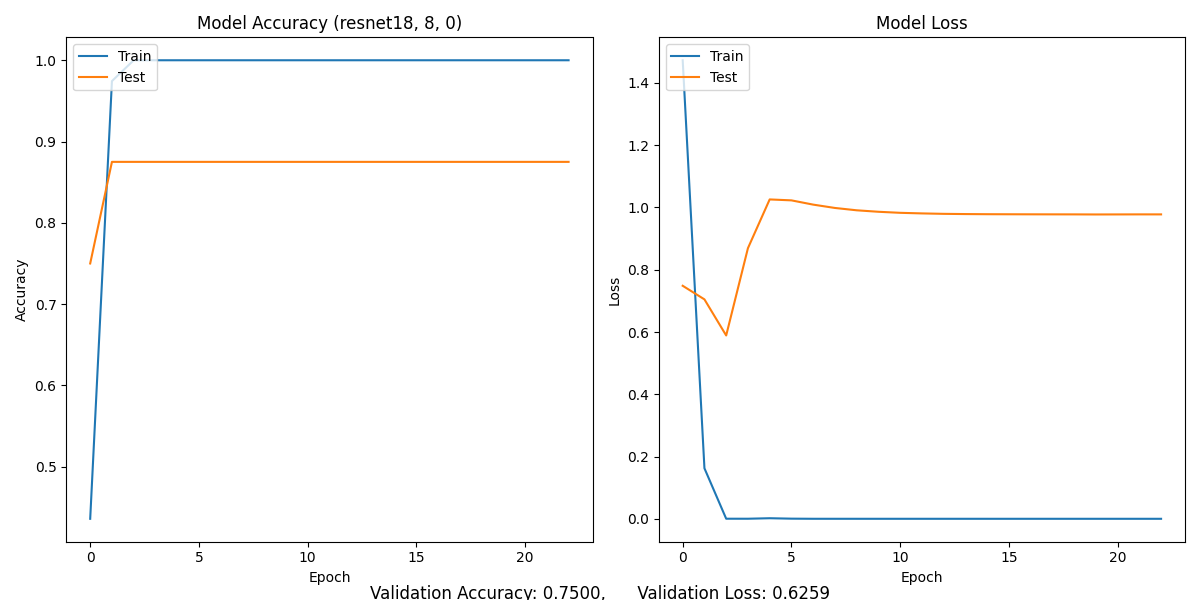 Model Accuracy (resnet18, 8, 0)
Train
Test
1.0
0.9
0.8
0.7
0.6
0.5
Accuracy
0
5
10
15
20
Epoch
Model Loss
Train
Test
1.4
1.2
1.0
0.8
0.6
0.4
0.2
0.0
Loss
0
5
10
15
20
Epoch
Validation Accuracy: 0.7500,      Validation Loss: 0.6259